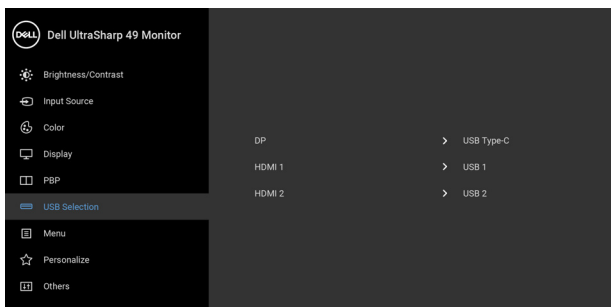 DELL
Dell UltraSharp 49 Monitor
Brightness/Contrast
Input Source
Color
Display
PBP
USB Selection
Menu
Personalize
Others
DP > USB Type-C
HDMI 1 > USB 1
HDMI 2 > USB 2